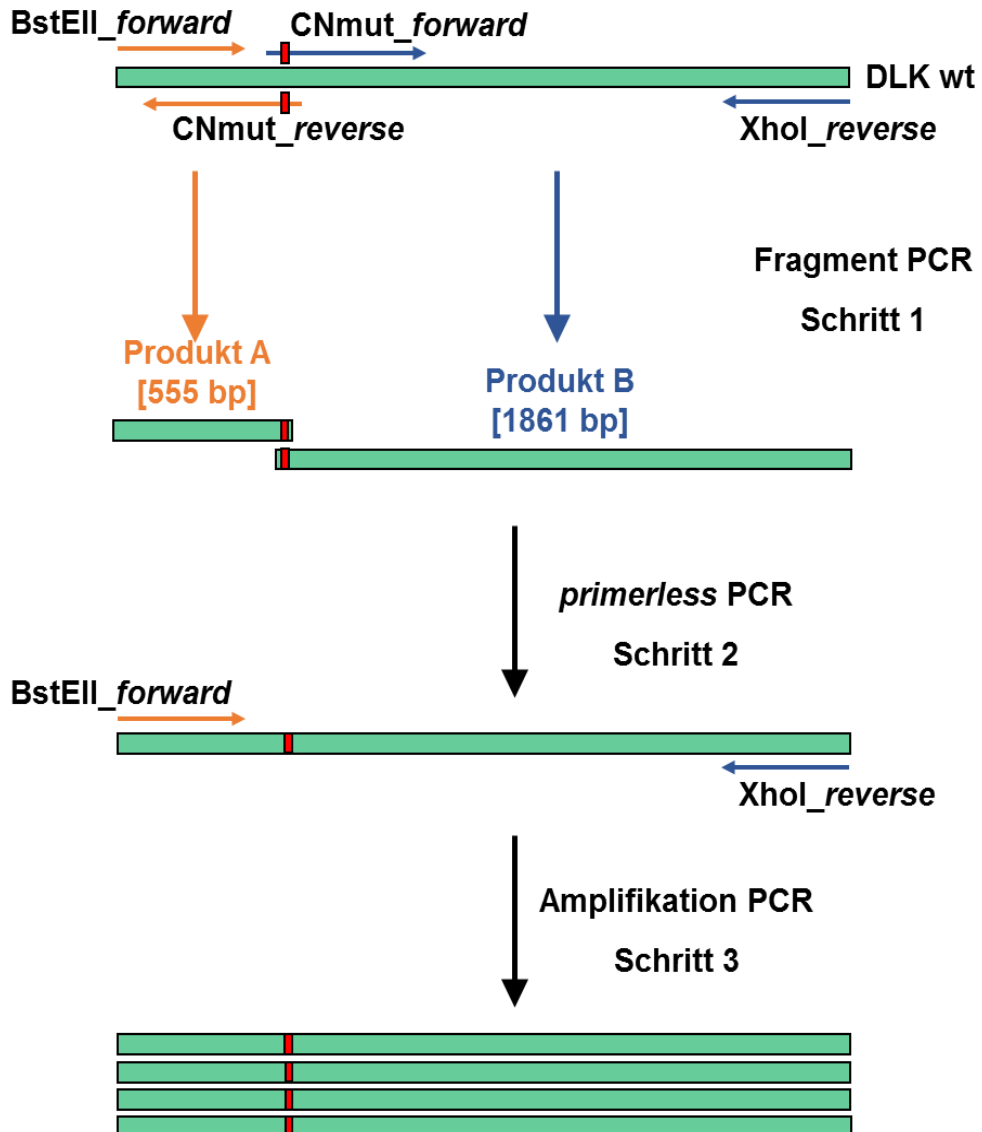 BstEII_forward
CNmut_forward
DLK wt
CNmut_reverse
XhoI_reverse
Fragment PCR
Schritt 1
Produkt A
[555 bp]
Produkt B
[1861 bp]
primerless PCR
Schritt 2
BstEII_forward
XhoI_reverse
Amplifikation PCR
Schritt 3